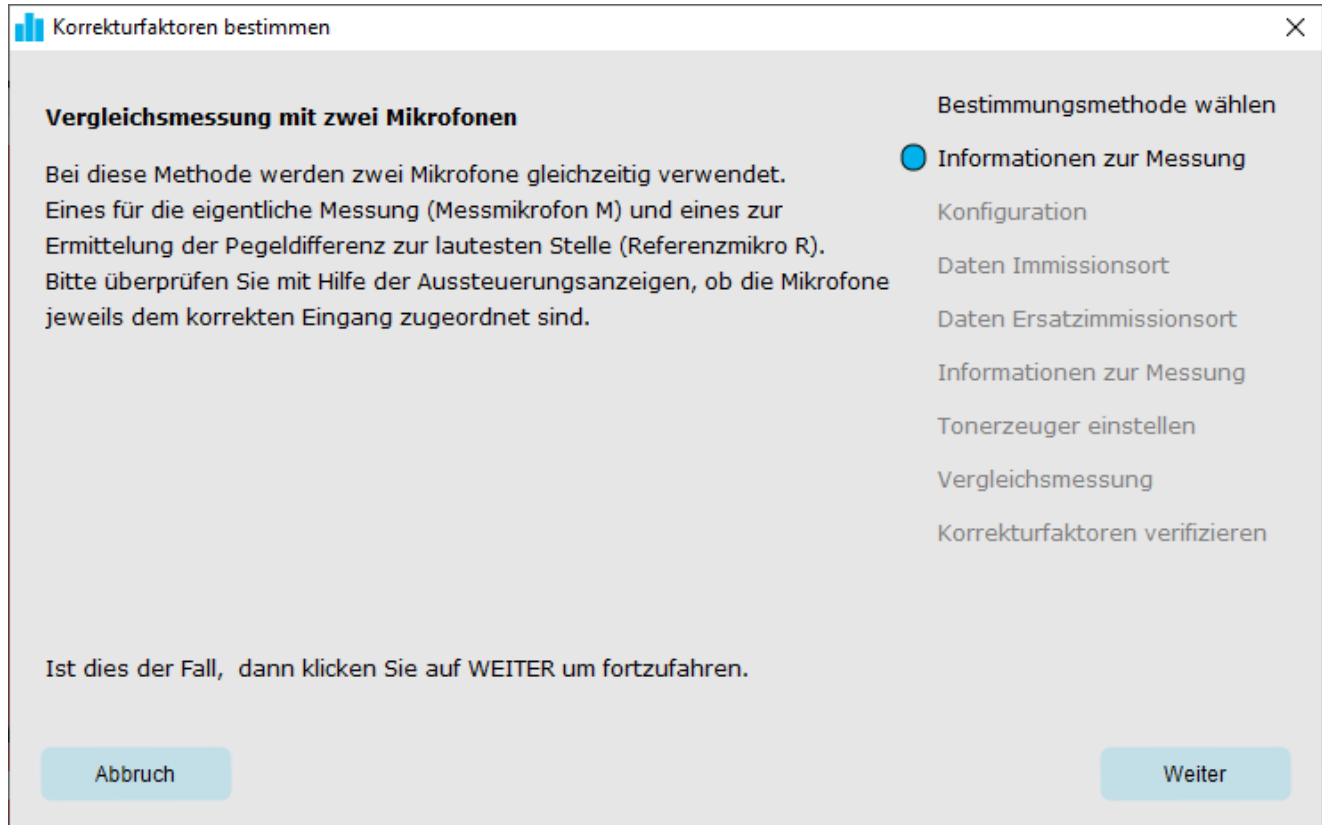 Korrekturfaktoren bestimmen
Vergleichsmessung mit zwei Mikrofonen
Bei diese Methode werden zwei Mikrofone gleichzeitig verwendet.
Eines für die eigentliche Messung (Messmikrofon M) und eines zur
Ermittelung der Pegeldifferenz zur lautesten Stelle (Referenzmikro R).
Bitte überprüfen Sie mit Hilfe der Aussteuerungsanzeigen, ob die Mikrofone
jeweils dem korrekten Eingang zugeordnet sind.
Ist dies der Fall,  dann klicken Sie auf WEITER um fortzufahren.
Bestimmungsmethode wählen
Informationen zur Messung
Konfiguration
Daten Immissionsort
Daten Ersatzimmissionsort
Informationen zur Messung
Tonerzeuger einstellen
Vergleichsmessung
Korrekturfaktoren verifizieren
Abbruch
Weiter